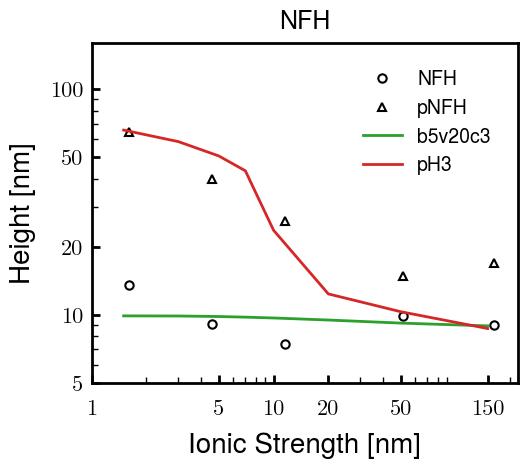 NFH
NFH
pNFH
b5v20c3
pH3
Height [nm]
100
50
20
10
5
1
5
10
20
50
150
Ionic Strength [nm]